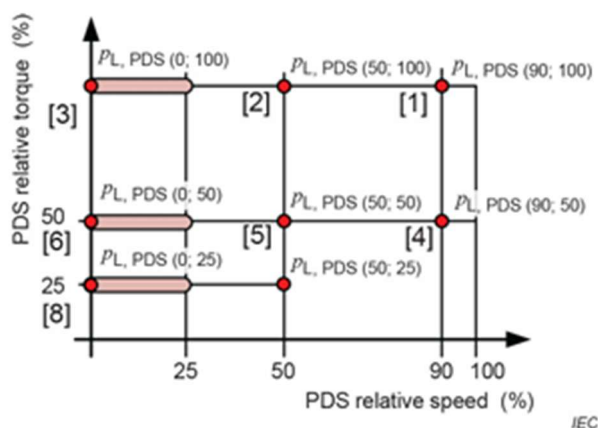 PDS relative torque (%)
pL, PDS (0; 100)
pL, PDS (50; 100)
pL, PDS (90; 100)
[3]
[2]
[1]
pL, PDS (0; 50)
pL, PDS (50; 50)
pL, PDS (90; 50)
50
[6]
[5]
[4]
pL, PDS (0; 25)
pL, PDS (50; 25)
25
[8]
25
50
90
100
PDS relative speed (%)
IEC